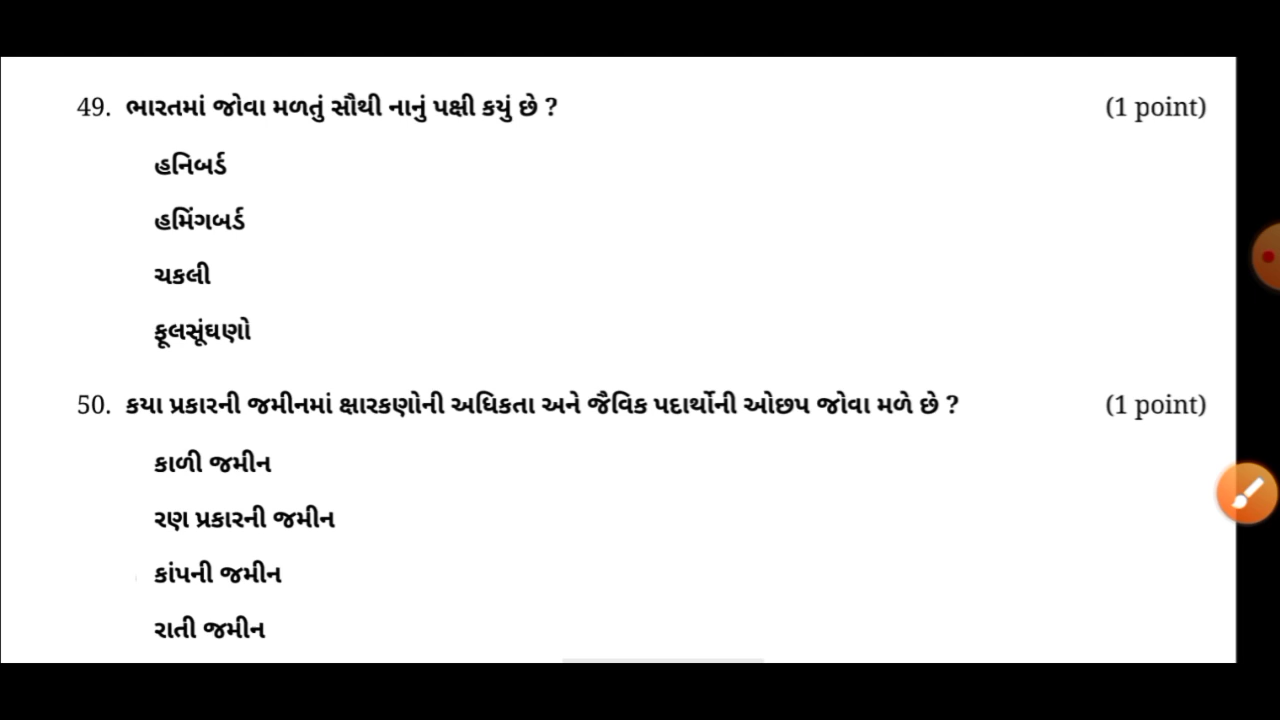 49. ભારતમાં જોવા મળતું સૌથી નાનું પક્ષી કયું છે ? (1 point)
હનિબર્ડ
હમિંગબર્ડ
ચકલી
ફૂલસૂંઘણો
50. કયા પ્રકારની જમીનમાં ક્ષારકણોની અધિકતા અને જૈવિક પદાર્થોની ઓછપ જોવા મળે છે ? (1 point)
કાળી જમીન
રણ પ્રકારની જમીન
કાંપની જમીન
રાતી જમીન